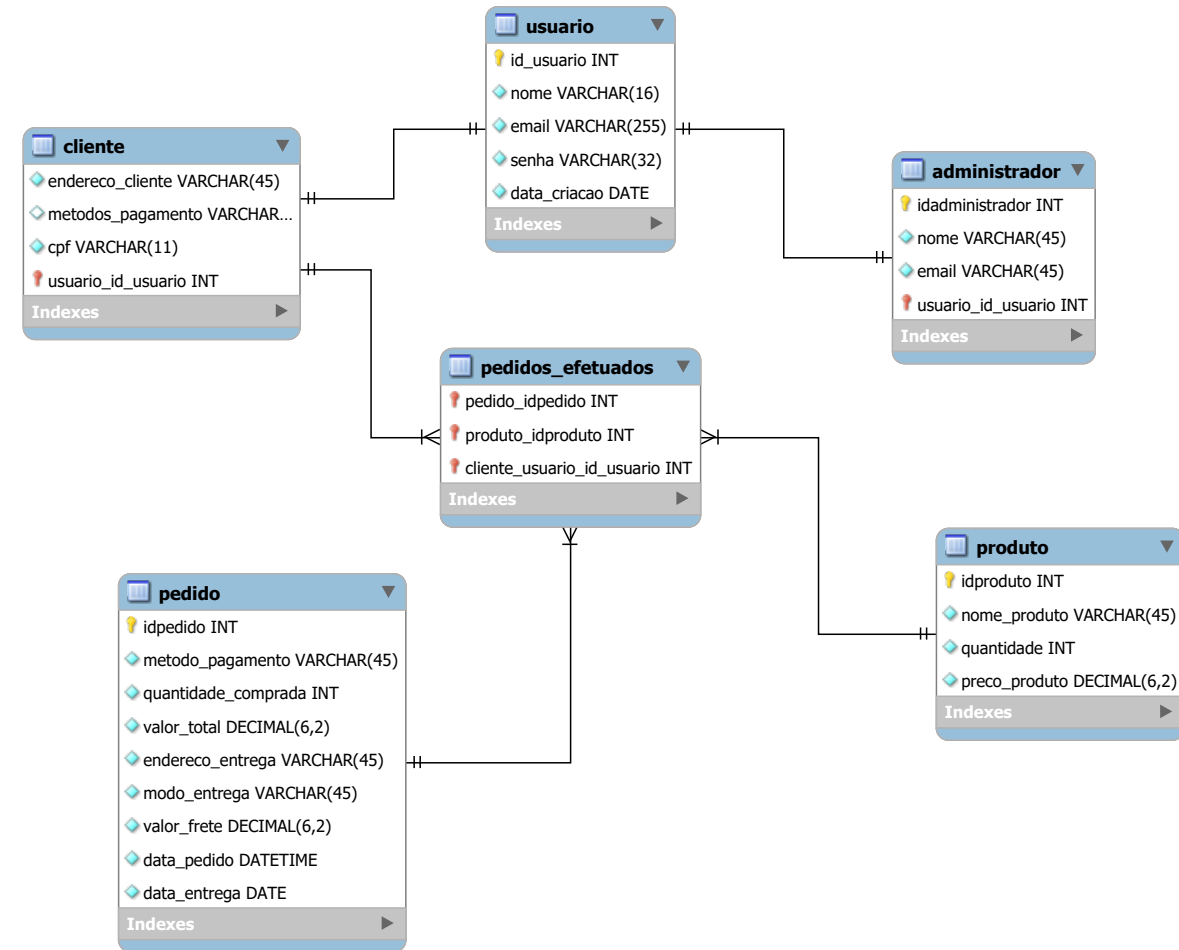 usuario
id_usuario INT
nome VARCHAR(16)
email VARCHAR(255)
senha VARCHAR(32)
data_criacao DATE
Indexes
cliente
endereco_cliente VARCHAR(45)
metodos_pagamento VARCHAR...
cpf VARCHAR(11)
usuario_id_usuario INT
Indexes
administrador
idadministrador INT
nome VARCHAR(45)
email VARCHAR(45)
usuario_id_usuario INT
Indexes
pedidos_efetuados
pedido_idpedido INT
produto_idproduto INT
cliente_usuario_id_usuario INT
Indexes
produto
idproduto INT
nome_produto VARCHAR(45)
quantidade INT
preco_produto DECIMAL(6,2)
Indexes
pedido
idpedido INT
metodo_pagamento VARCHAR(45)
quantidade_comprada INT
valor_total DECIMAL(6,2)
endereco_entrega VARCHAR(45)
modo_entrega VARCHAR(45)
valor_frete DECIMAL(6,2)
data_pedido DATETIME
data_entrega DATE
Indexes